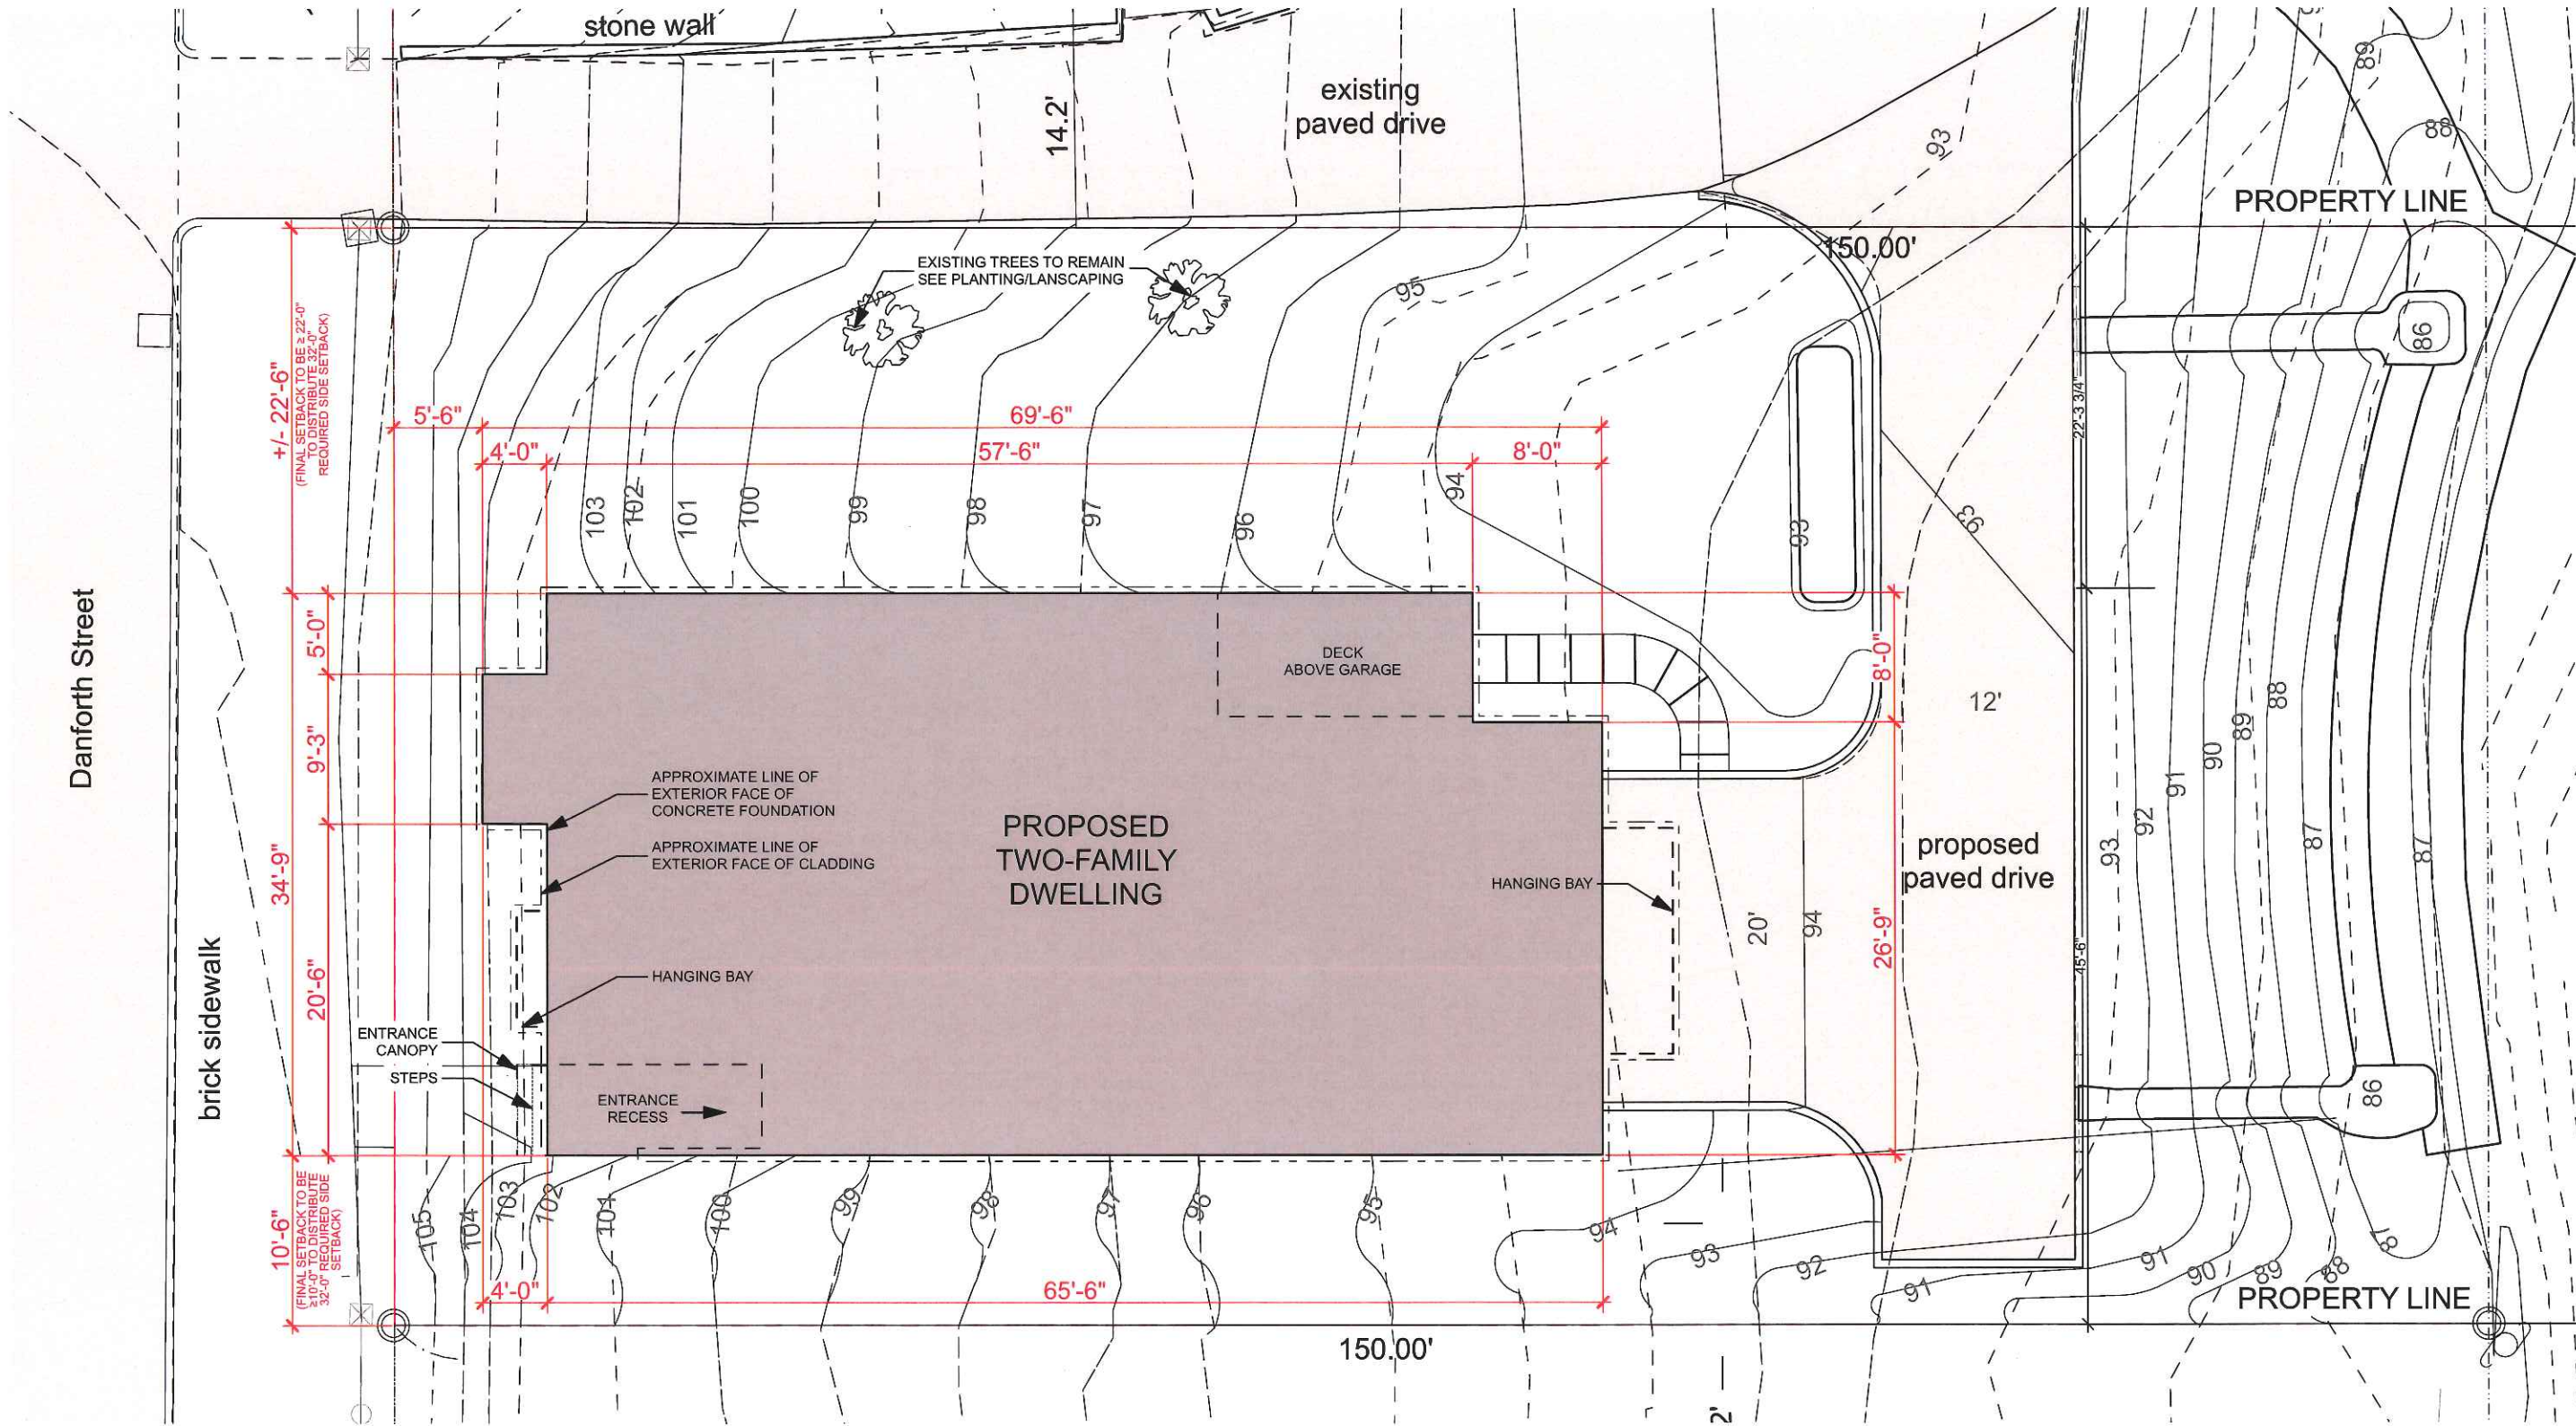 stone wall
14.2'
existing
paved drive
93
89
88
PROPERTY LINE
150.00'
EXISTING TREES TO REMAIN
SEE PLANTING/LANSCAPING
95
86
+/- 22'-6"
(FINAL SETBACK TO BE ≥ 22'-0"
TO DISTRIBUTE 32'-0"
REQUIRED SIDE SETBACK)
5'-6"
69'-6"
4'-0"
57'-6"
8'-0"
22'-3 3/4"
103
102
101
100
99
98
97
96
94
93
93
Danforth Street
5'-0"
DECK
ABOVE GARAGE
8'-0"
12'
88
89
90
91
92
93
87
87
9'-3"
APPROXIMATE LINE OF
EXTERIOR FACE OF
CONCRETE FOUNDATION
APPROXIMATE LINE OF
EXTERIOR FACE OF CLADDING
PROPOSED
TWO-FAMILY
DWELLING
HANGING BAY
proposed
paved drive
34'-9"
20'
94
26'-9"
45'-6"
brick sidewalk
20'-6"
HANGING BAY
ENTRANCE
CANOPY
STEPS
ENTRANCE
RECESS
86
10'-6"
(FINAL SETBACK TO BE
≥10'-0" TO DISTRIBUTE
32'-0" REQUIRED SIDE
SETBACK)
105
104
103
102
101
100
99
98
97
96
95
94
93
92
91
91
90
89
88
4'-0"
65'-6"
PROPERTY LINE
150.00'
2'